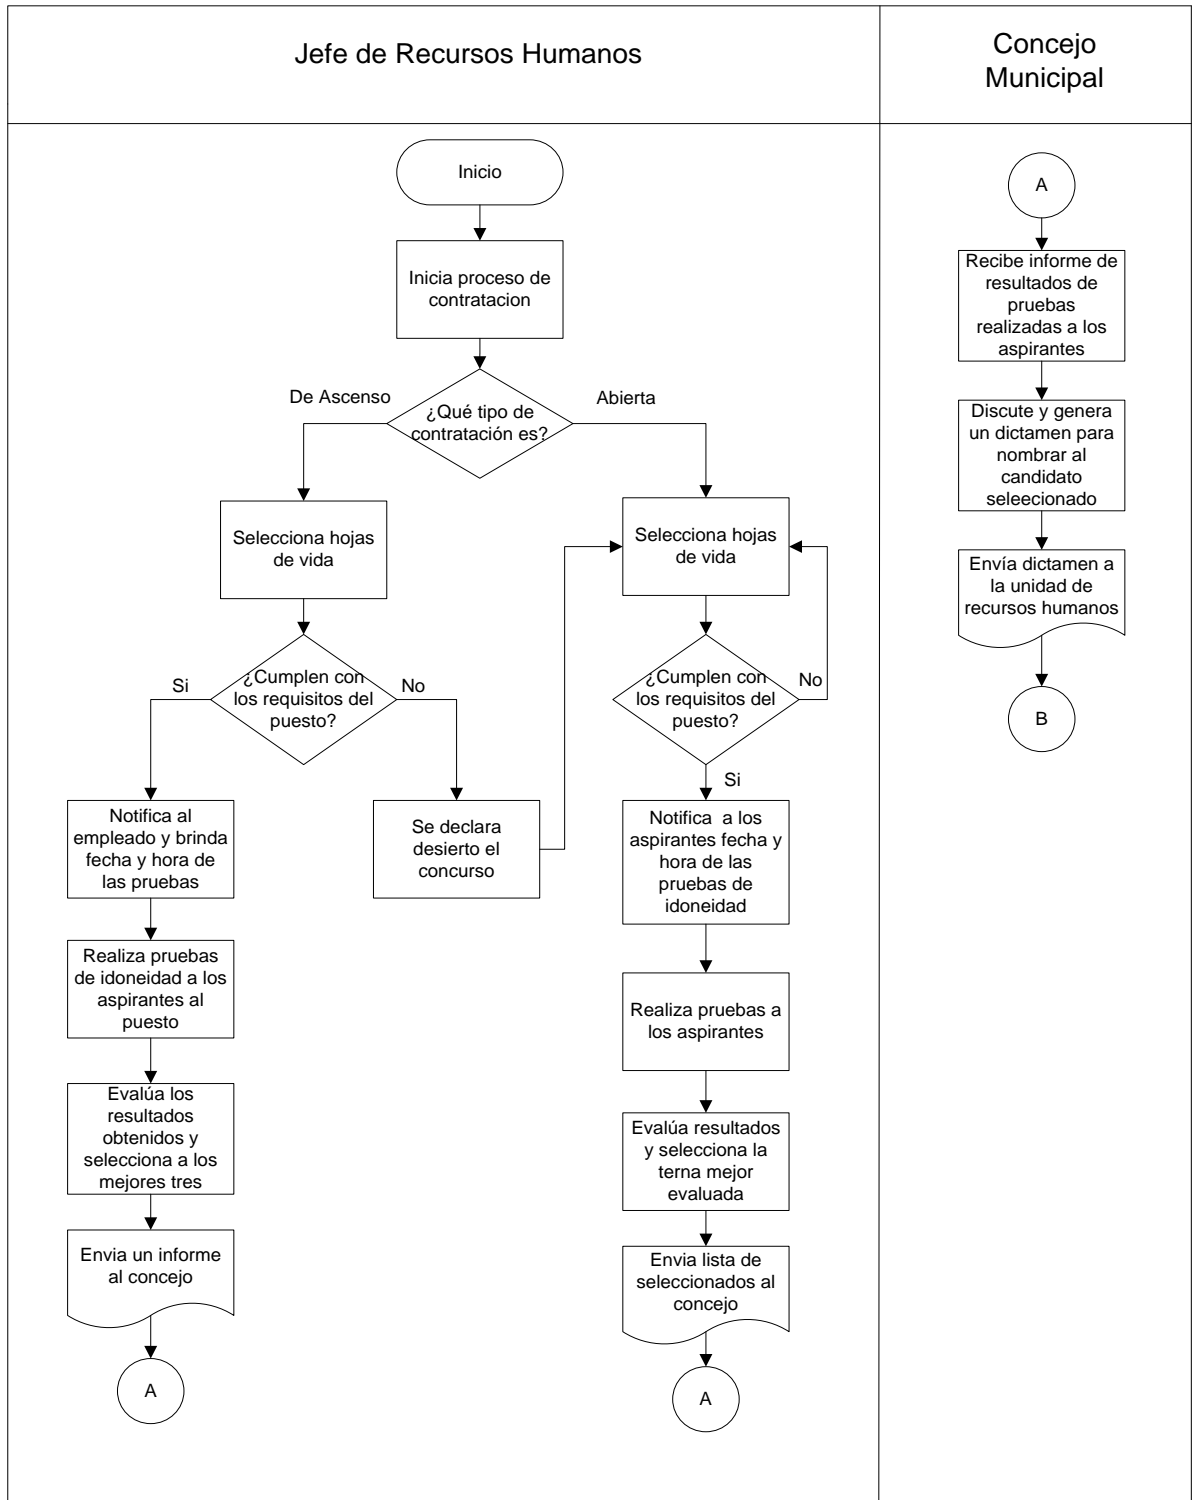 Jefe de Recursos Humanos
Concejo
Municipal
Inicio
Inicia proceso de
contratacion
¿Qué tipo de
contratación es?
De Ascenso
Abierta
Selecciona hojas
de vida
¿Cumplen con
los requisitos del
puesto?
Si
No
Notifica al
empleado y brinda
fecha y hora de
las pruebas
Se declara
desierto el
concurso
Realiza pruebas
de idoneidad a los
aspirantes al
puesto
Evalúa los
resultados
obtenidos y
selecciona a los
mejores tres
Envia un informe
al concejo
A
Selecciona hojas
de vida
¿Cumplen con
los requisitos del
puesto?
No
Si
Notifica a los
aspirantes fecha y
hora de las
pruebas de
idoneidad
Realiza pruebas a
los aspirantes
Evalúa resultados
y selecciona la
terna mejor
evaluada
Envia lista de
seleccionados al
concejo
A
A
Recibe informe de
resultados de
pruebas
realizadas a los
aspirantes
Discute y genera
un dictamen para
nombrar al
candidato
seleecionado
Envía dictamen a
la unidad de
recursos humanos
B